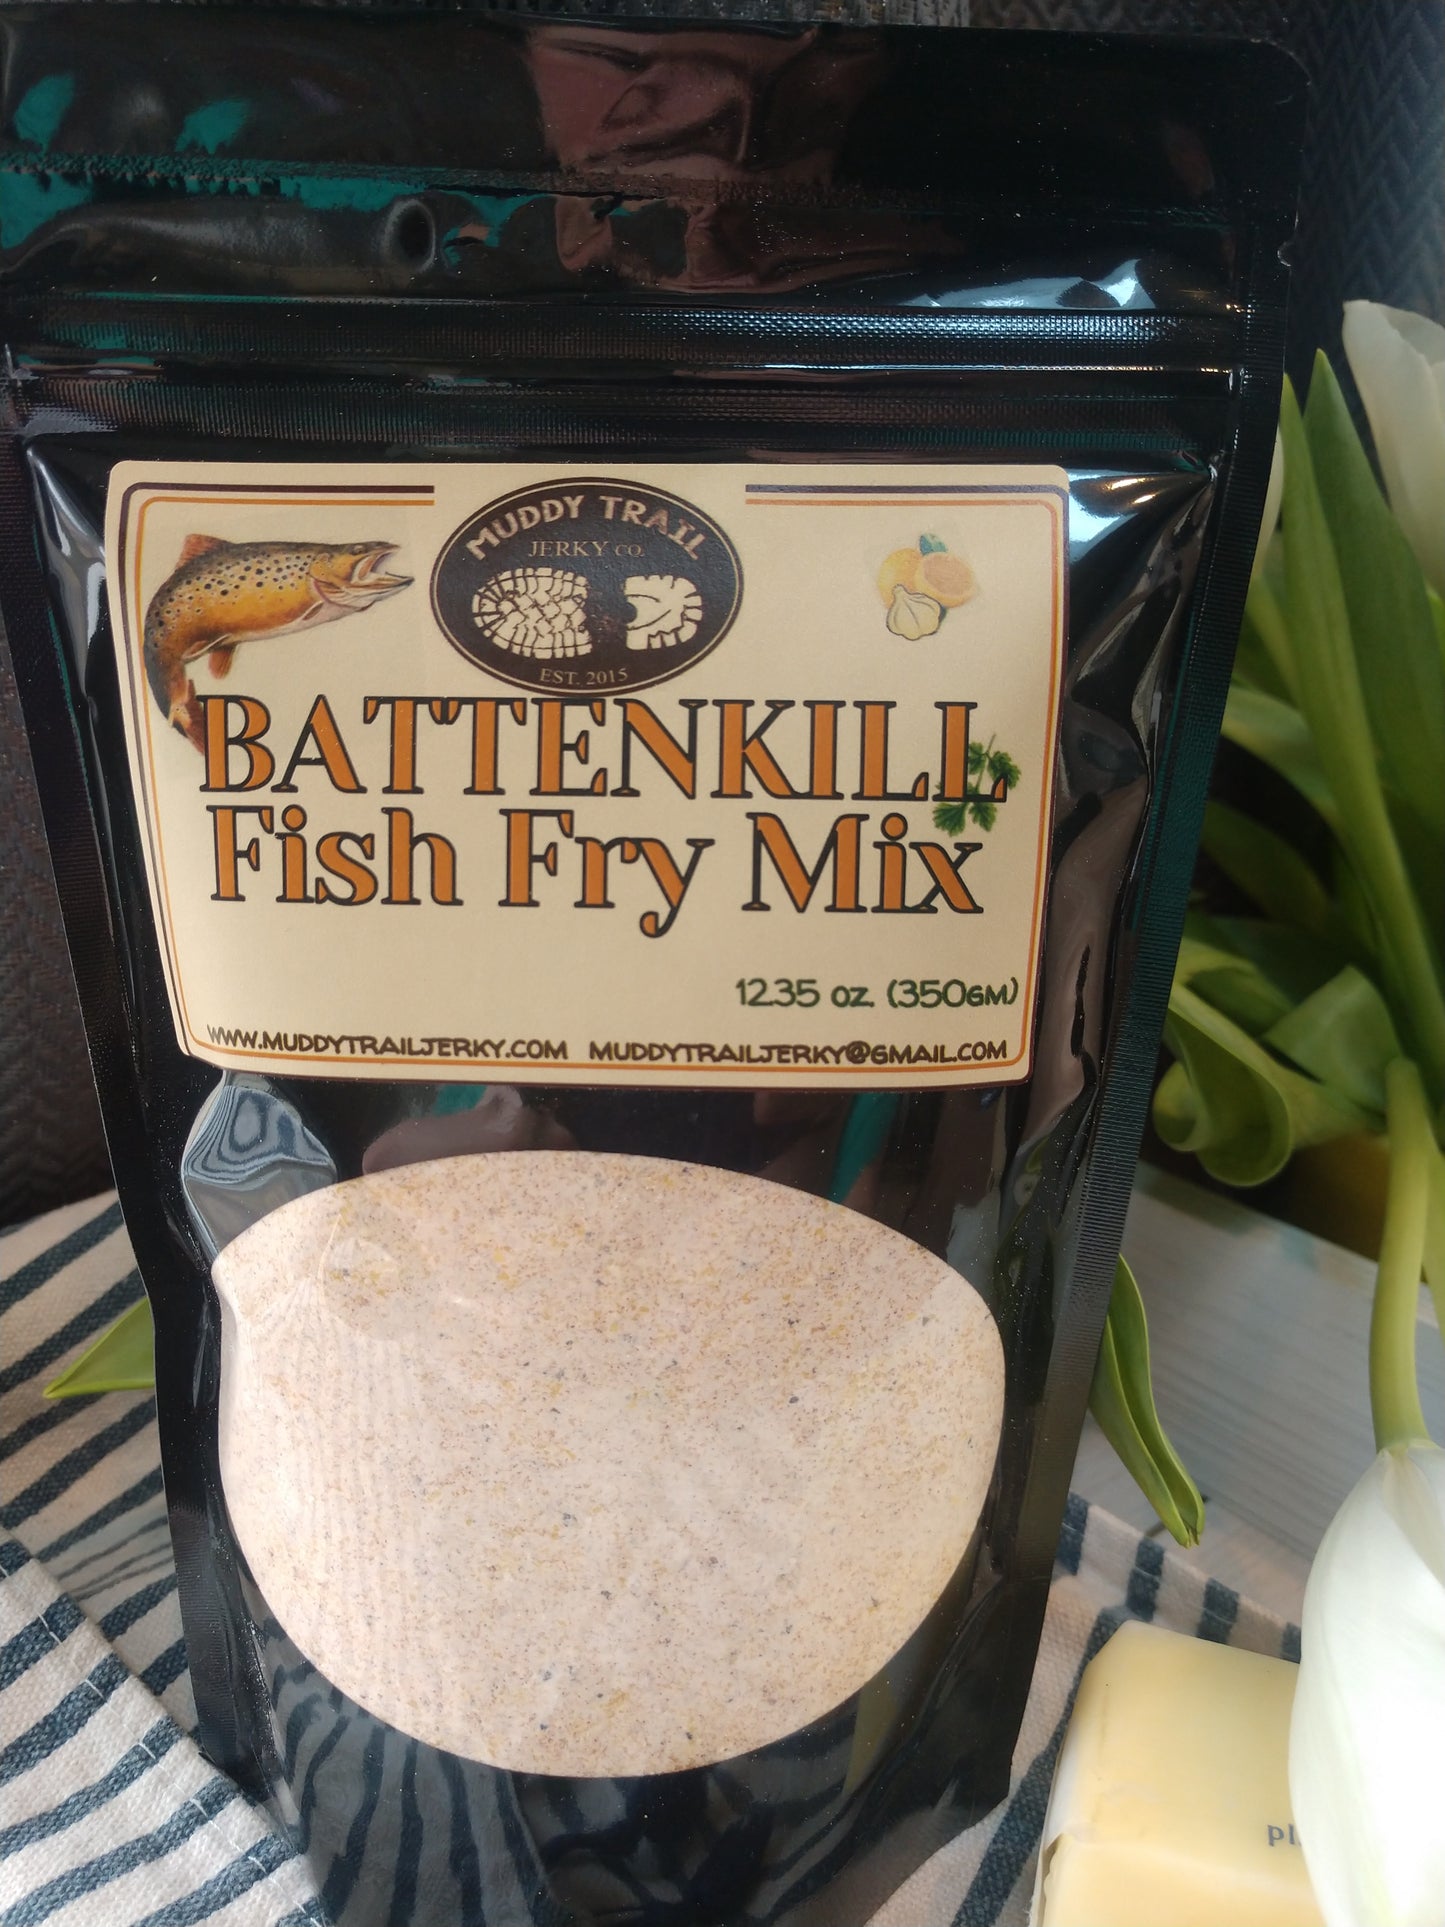 MUDDY TRAIL
JERKY CO.
EST. 2015
BATTENKILL
Fish Fry Mix
12.35 oz. (350GM)
WWW.MUDDYTRAILJERKY.COM MUDDYTRAILJERKY@GMAIL.COM